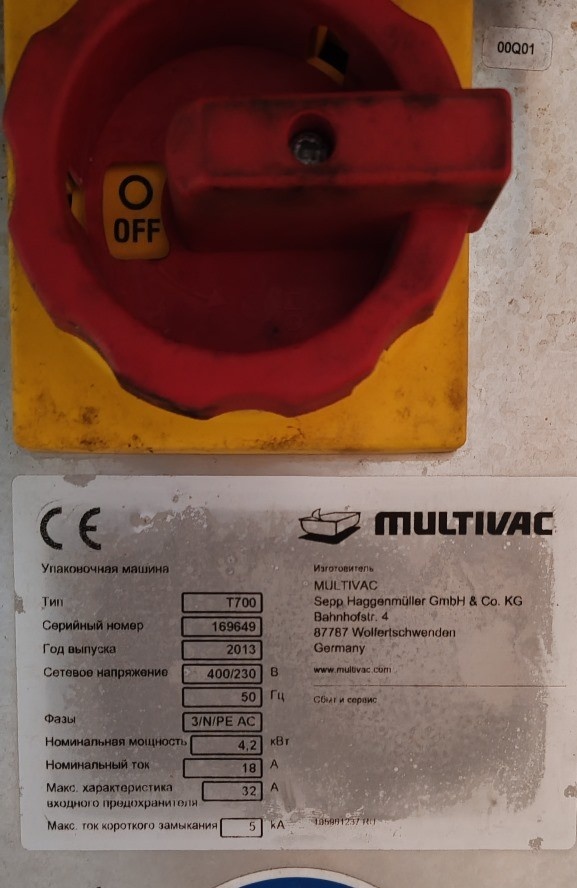 00Q01
O
OFF
CE
MULTIVAC
Упаковочная машина
Тип T700
Серийный номер 169649
Год выпуска 2013
Сетевое напряжение 400/230 В
50 Гц
Фазы 3/N/PE AC
Номинальная мощность 4,2 кВт
Номинальный ток 18 А
Макс. характеристика
входного предохранителя 32 А
Макс. ток короткого замыкания 5 kA
Изготовитель
MULTIVAC
Sepp Haggenmüller GmbH & Co. KG
Bahnhofstr. 4
87787 Wolfertschwenden
Germany
www.multivac.com
Сбыт и сервис